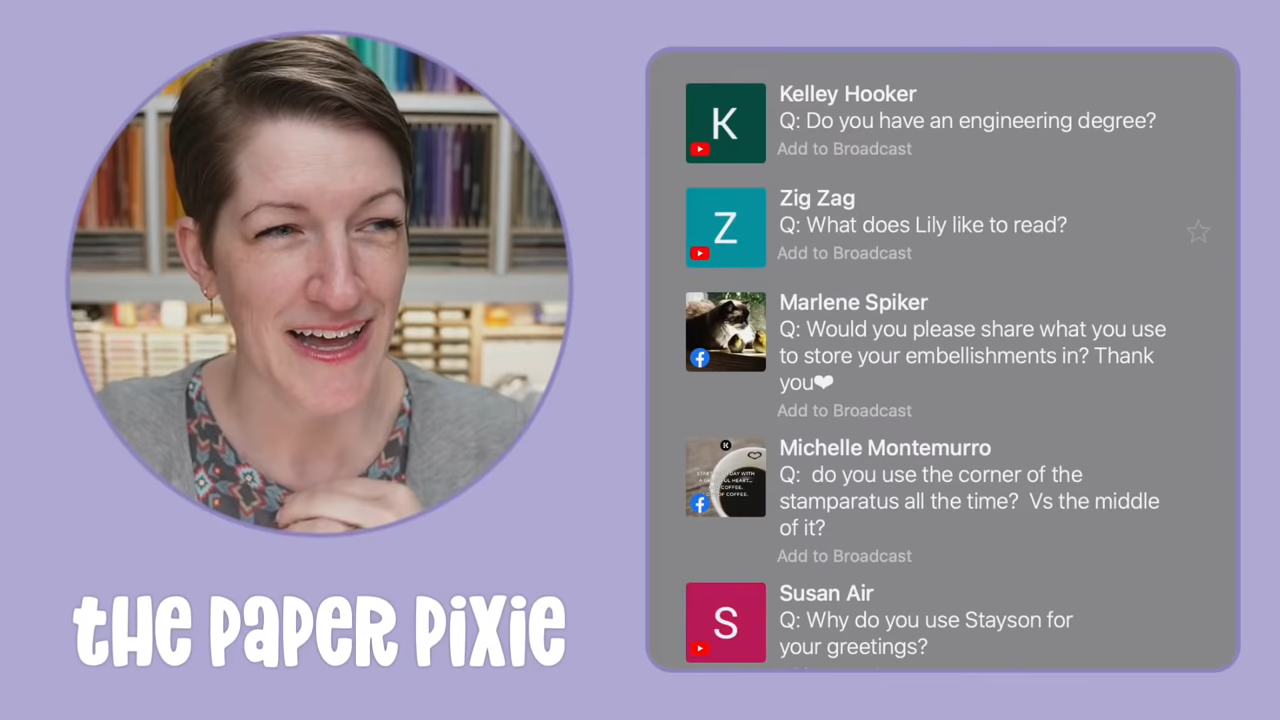 K
Kelley Hooker
Q: Do you have an engineering degree?
Add to Broadcast
Z
Zig Zag
Q: What does Lily like to read?
Add to Broadcast
Marlene Spiker
Q: Would you please share what you use
to store your embellishments in? Thank
you❤
Add to Broadcast
Michelle Montemurro
Q:  do you use the corner of the
stamparatus all the time?  Vs the middle
of it?
Add to Broadcast
S
Susan Air
Q: Why do you use Stayson for
your greetings?
the paper pixie